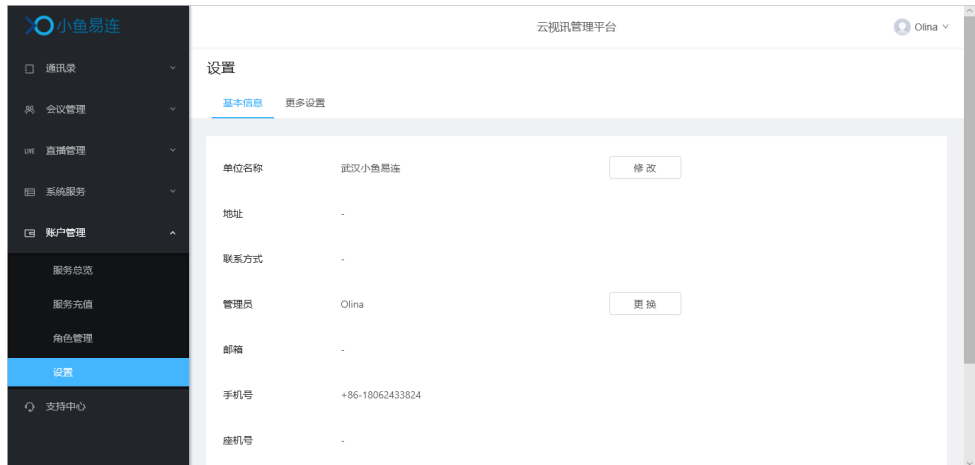 小鱼易连
云视讯管理平台
Olina
通讯录
会议管理
LIVE 直播管理
系统服务
账户管理
服务总览
服务充值
角色管理
设置
支持中心
设置
基本信息 更多设置
单位名称 武汉小鱼易连 修 改
地址 -
联系方式 -
管理员 Olina 更 换
邮箱 -
手机号 +86-18062433824
座机号 -